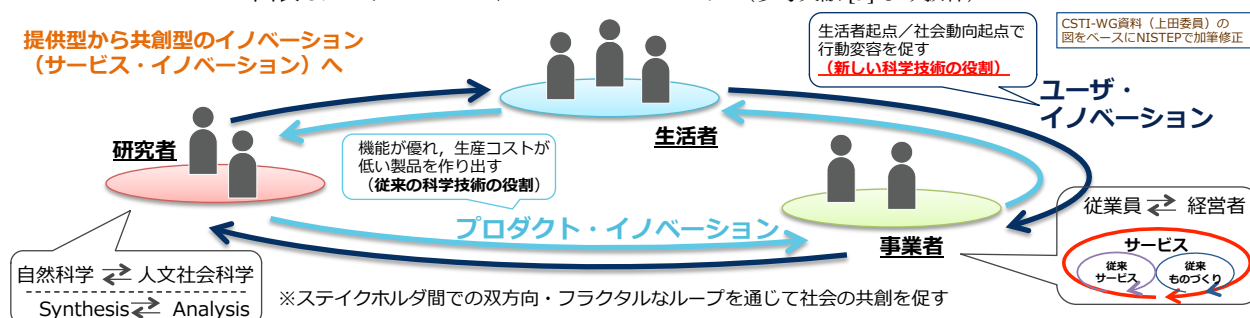 提供型から共創型のイノベーション
（サービス・イノベーション）へ
生活者起点／社会動向起点で
行動変容を促す
（新しい科学技術の役割）
CSTI-WG資料（上田委員）の
図をベースにNISTEPで加筆修正
ユーザ・
イノベーション
生活者
研究者
機能が優れ，生産コストが
低い製品を作り出す
（従来の科学技術の役割）
プロダクト・イノベーション
事業者
従業員 ⇄ 経営者
サービス
従来
サービス
従来
ものづくり
自然科学 ⇄ 人文社会科学
Synthesis ⇄ Analysis
※ステイクホルダ間での双方向・フラクタルなループを通じて社会の共創を促す